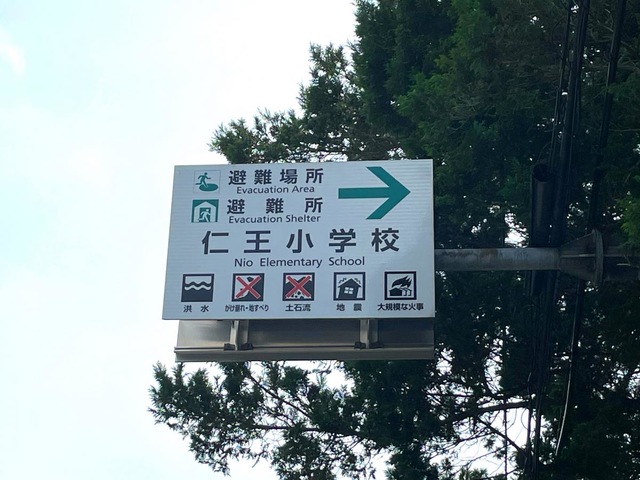 避難場所
Evacuation Area
避難所
Evacuation Shelter
仁王小学校
Nio Elementary School
洪水 がけ崩れ・地すべり 土石流 地震 大規模な火事